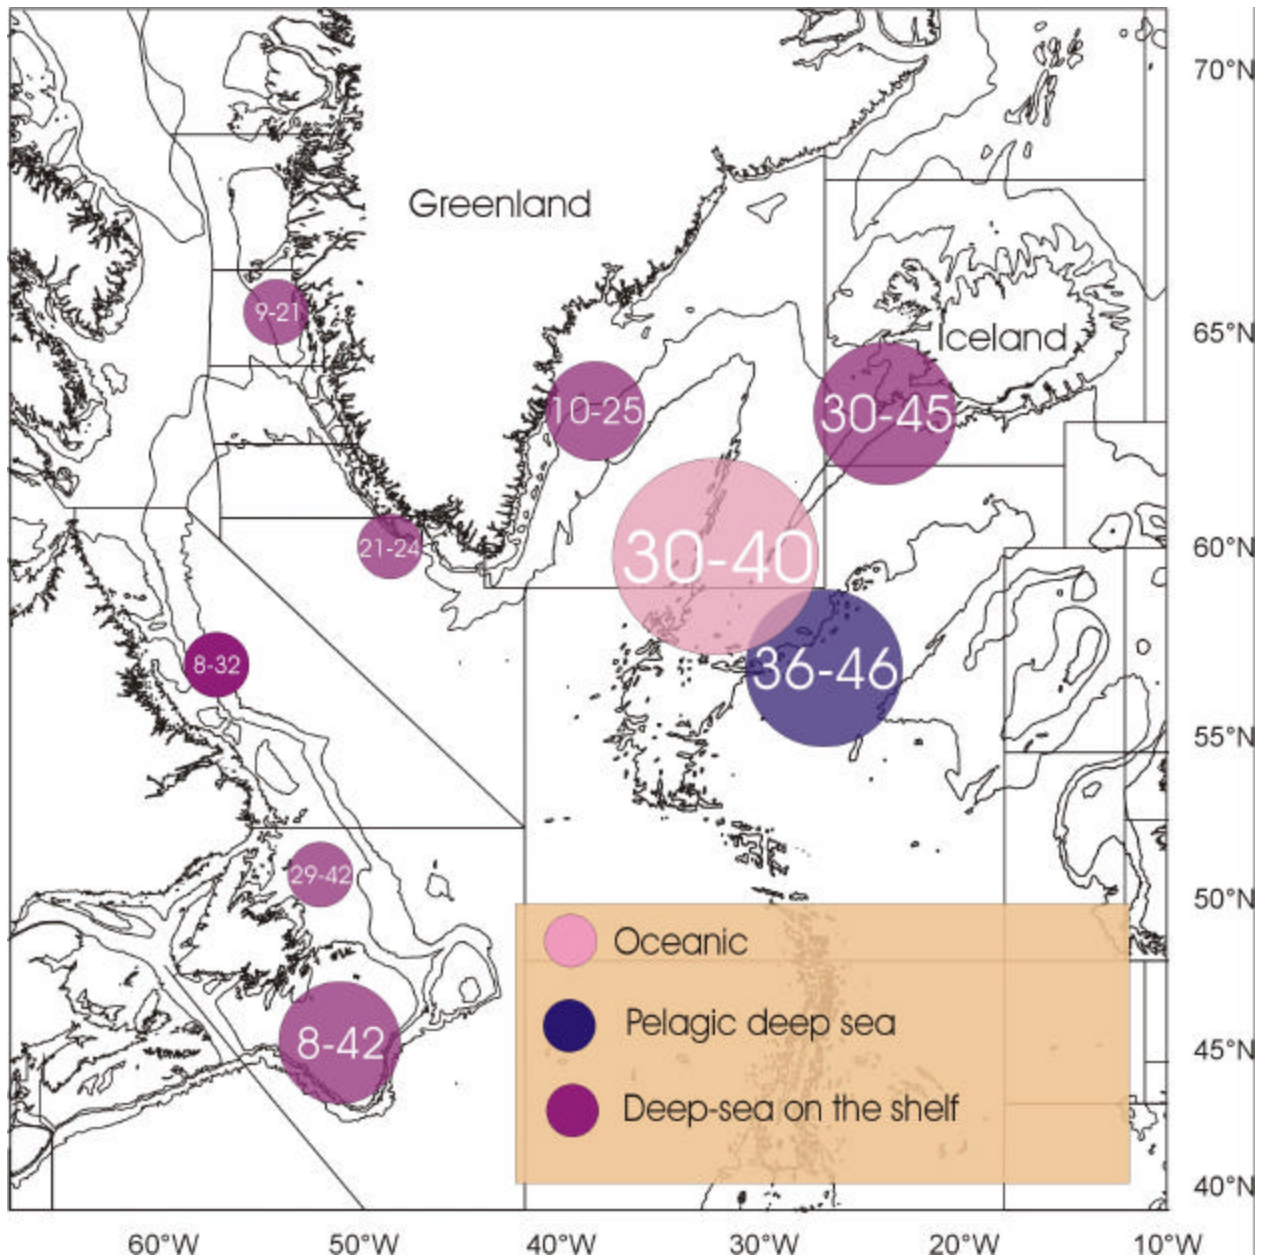 70°N
Greenland
9-21
65°N
Iceland
10-25
30-45
30-40
21-24
60°N
8-32
36-46
55°N
29-42
50°N
Oceanic
Pelagic deep sea
8-42
45°N
Deep-sea on the shelf
40°N
60°W 50°W 40°W 30°W 20°W 10°W